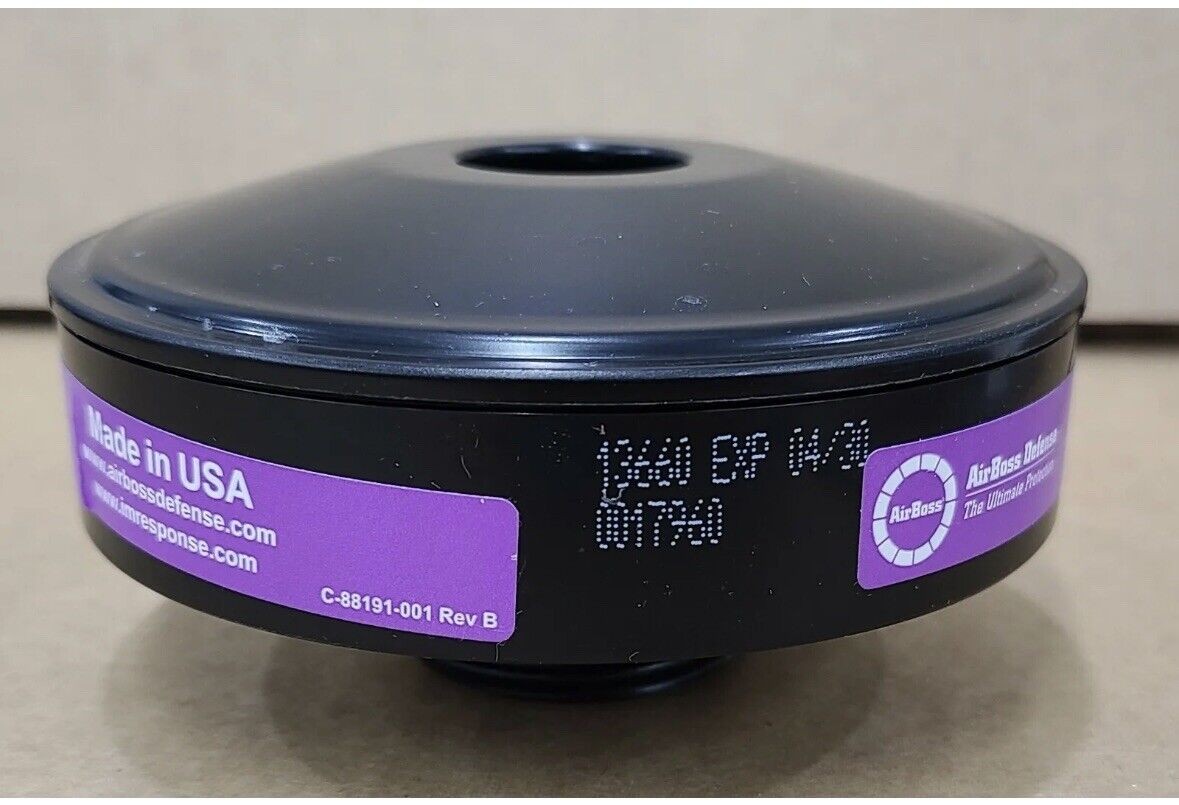 Made in USA
www.airbossdefense.com
www.imresponse.com
C-88191-001 Rev B
13660 EXP 04/30
0017960
AirBoss
AirBoss Defense
The Ultimate Protection